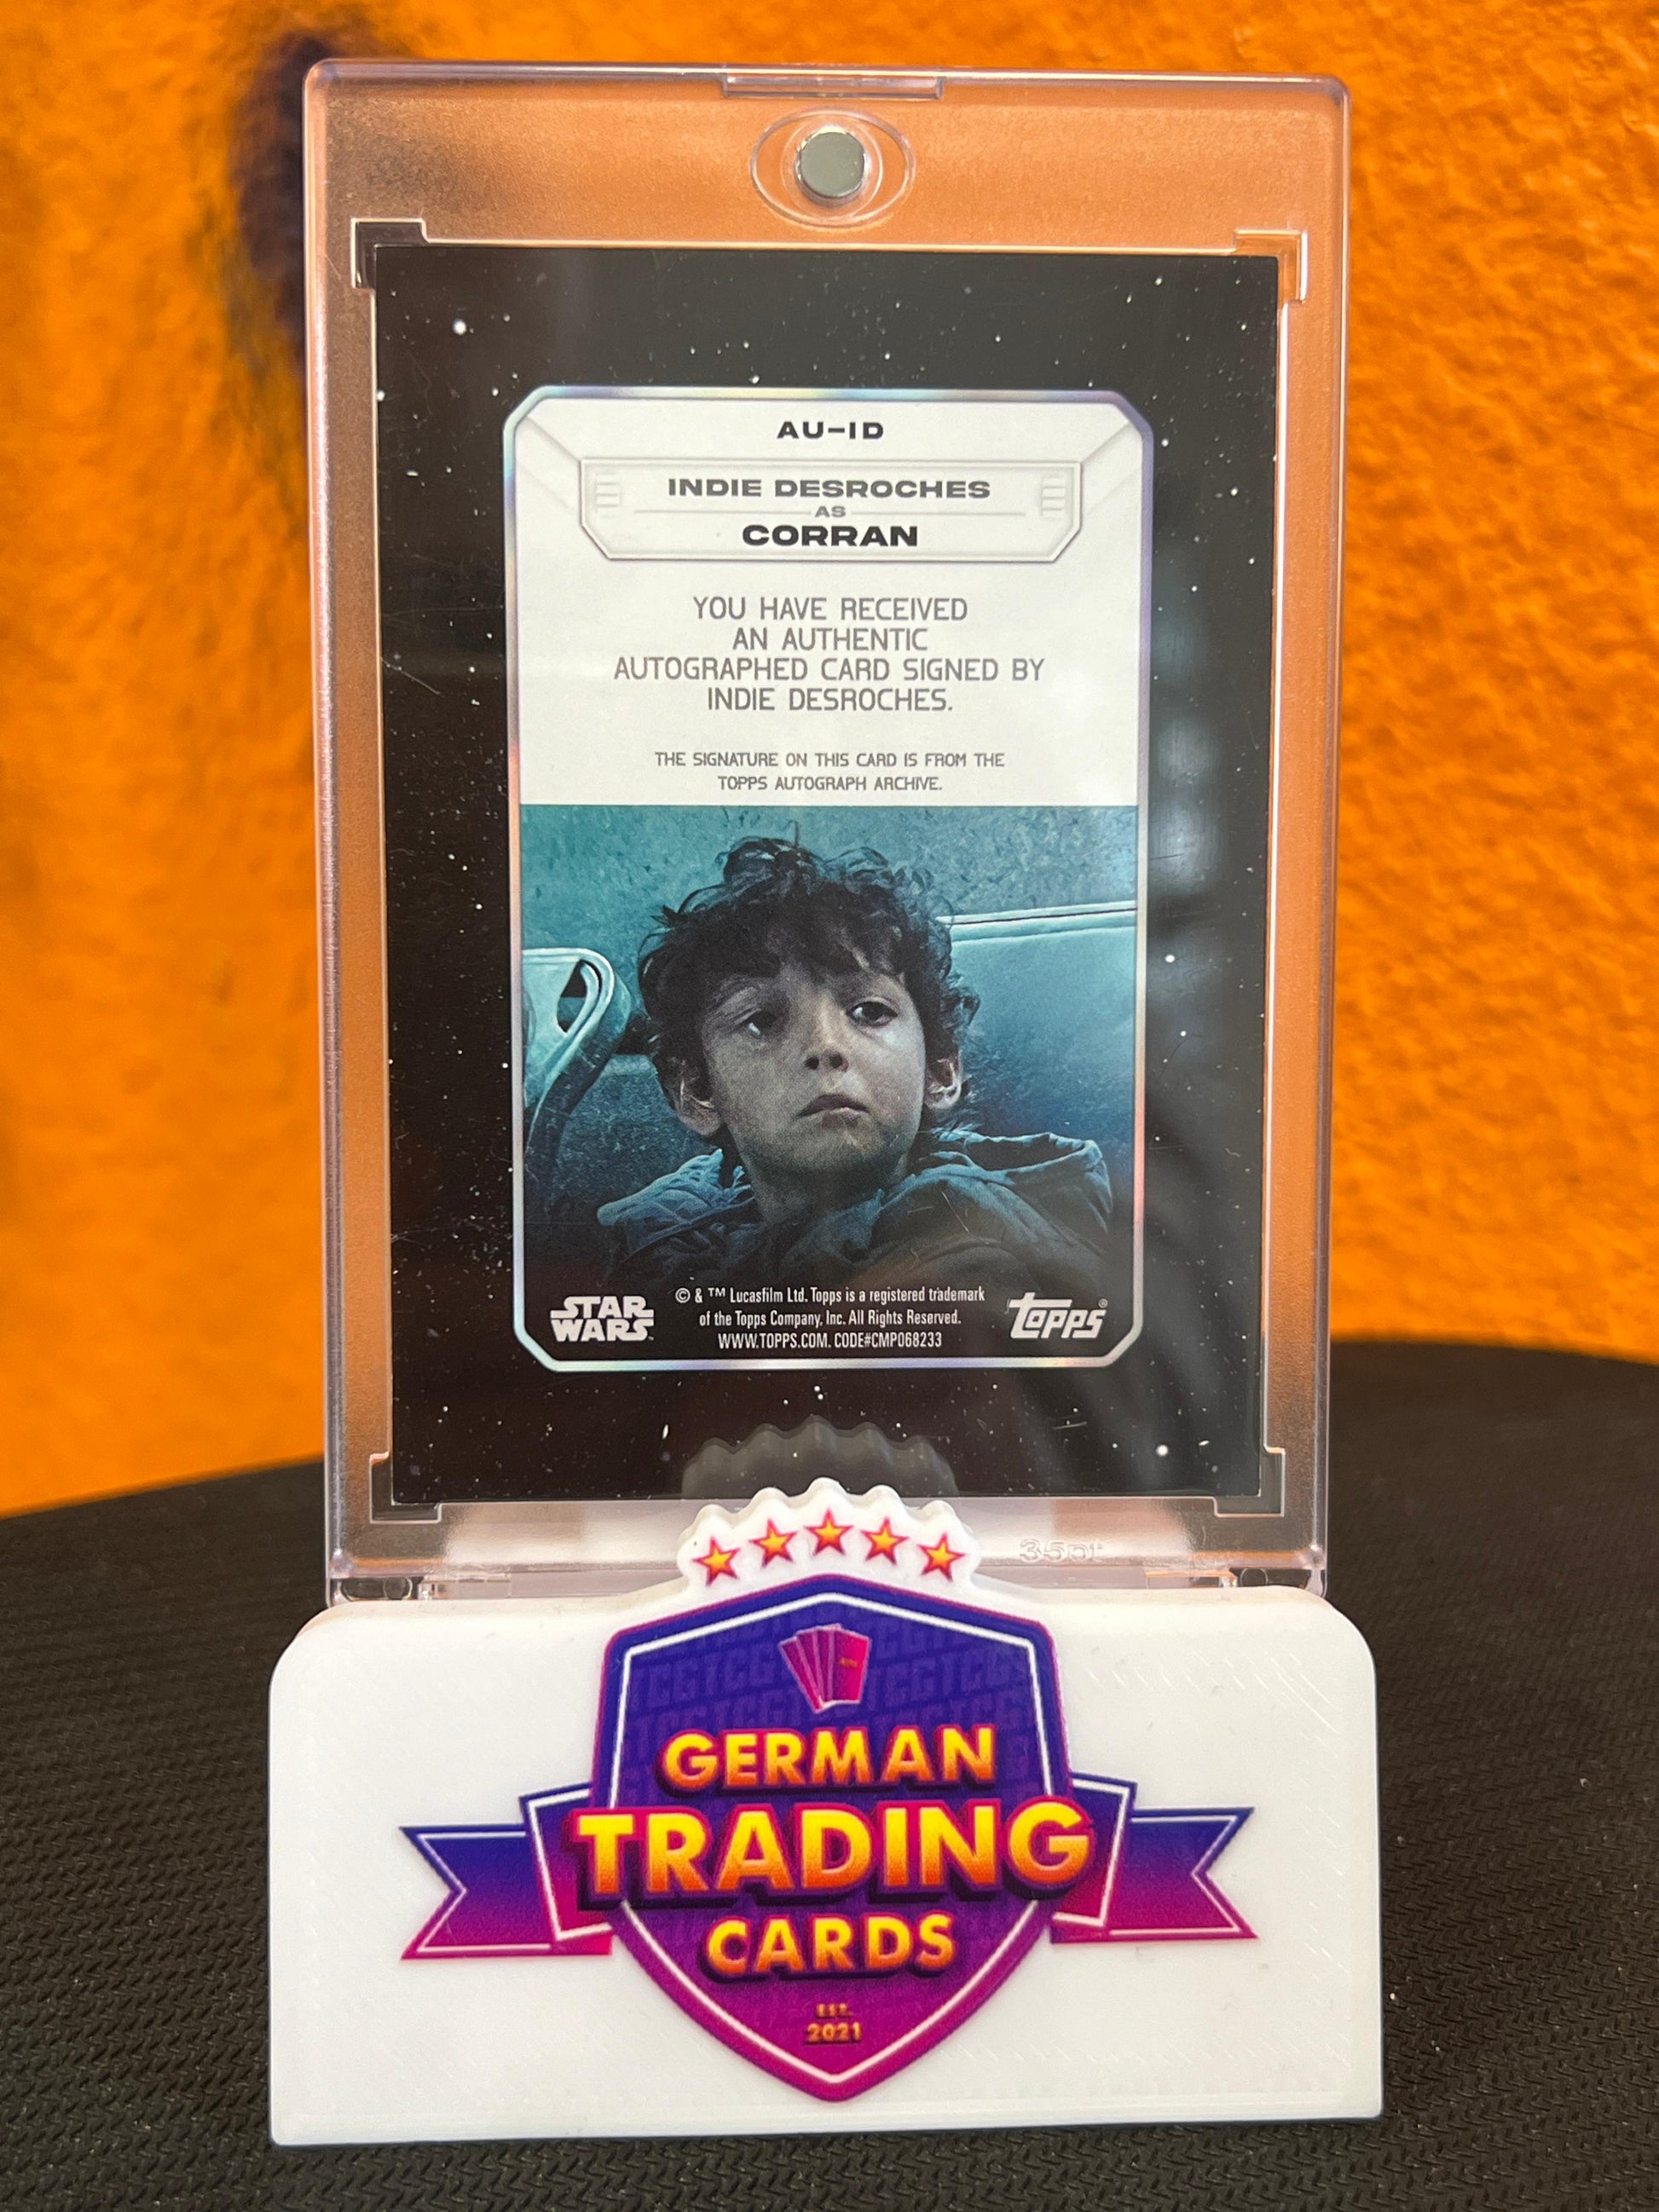 AU-ID
INDIE DESROCHES
AS
CORRAN
YOU HAVE RECEIVED
AN AUTHENTIC
AUTOGRAPHED CARD SIGNED BY
INDIE DESROCHES.
THE SIGNATURE ON THIS CARD IS FROM THE
TOPPS AUTOGRAPH ARCHIVE.
STAR
WARS
© & ™ Lucasfilm Ltd. Topps is a registered trademark
of the Topps Company, Inc. All Rights Reserved.
WWW.TOPPS.COM. CODE#CMP068233
TOPPS®
35pt
GERMAN
TRADING
CARDS
EST.
2021